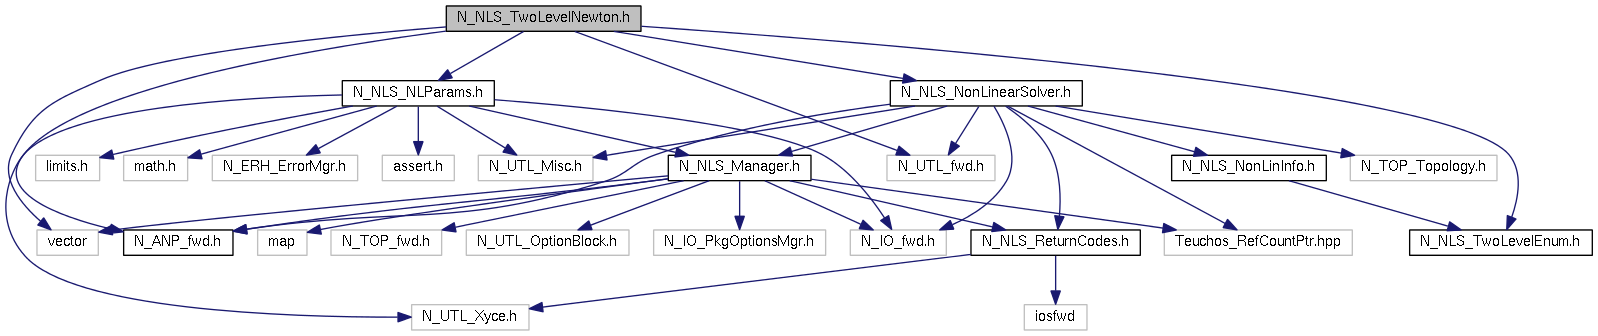 N_NLS_TwoLevelNewton.h
N_NLS_NLParams.h
N_NLS_NonLinearSolver.h
limits.h
math.h
N_ERH_ErrorMgr.h
assert.h
N_UTL_Misc.h
N_NLS_Manager.h
N_UTL_fwd.h
N_NLS_NonLinInfo.h
N_TOP_Topology.h
vector
N_ANP_fwd.h
map
N_TOP_fwd.h
N_UTL_OptionBlock.h
N_IO_PkgOptionsMgr.h
N_IO_fwd.h
N_NLS_ReturnCodes.h
Teuchos_RefCountPtr.hpp
N_NLS_TwoLevelEnum.h
N_UTL_Xyce.h
iosfwd